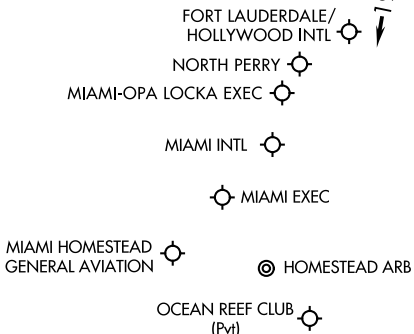 FORT LAUDERDALE/
HOLLYWOOD INTL
NORTH PERRY
MIAMI-OPA LOCKA EXEC
MIAMI INTL
MIAMI EXEC
MIAMI HOMESTEAD
GENERAL AVIATION
HOMESTEAD ARB
OCEAN REEF CLUB
(Pvt)